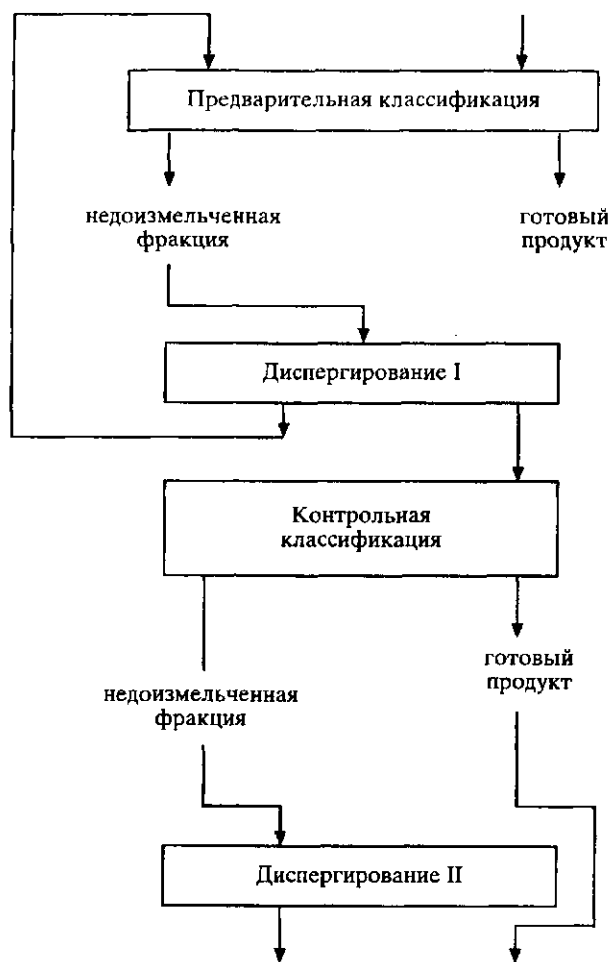 Предварительная классификация
недоизмельченная
фракция
готовый
продукт
Диспергирование I
Контрольная
классификация
готовый
продукт
недоизмельченная
фракция
Диспергирование II